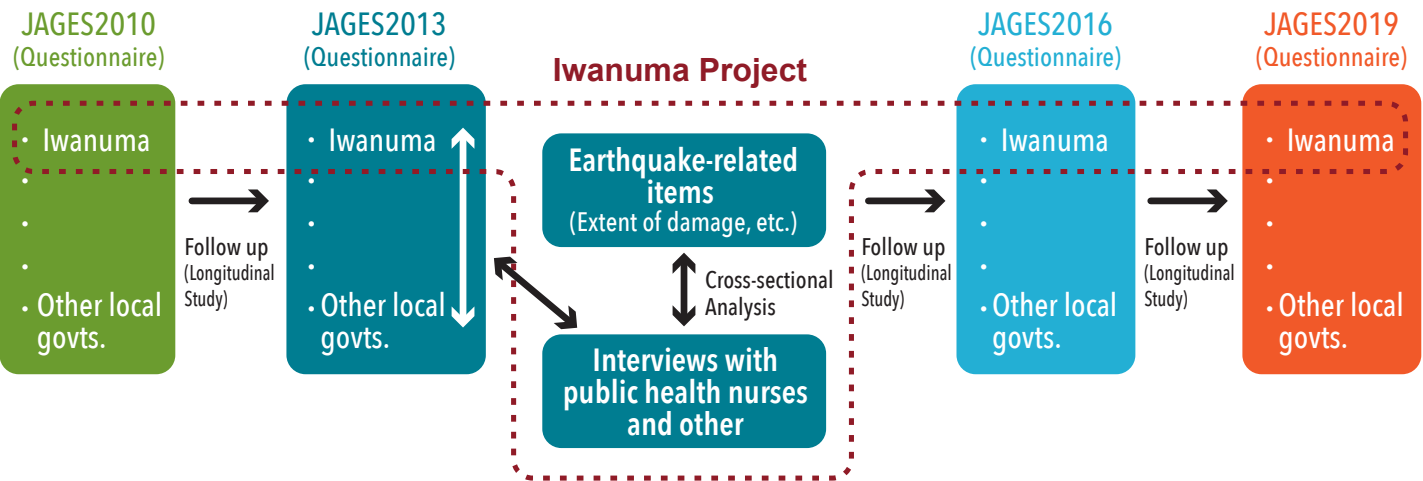 JAGES2010
(Questionnaire)
· Iwanuma
·
·
·
· Other local
govts.
Follow up
(Longitudinal
Study)
JAGES2013
(Questionnaire)
· Iwanuma
·
·
·
· Other local
govts.
Iwanuma Project
Earthquake-related
items
(Extent of damage, etc.)
Cross-sectional
Analysis
Interviews with
public health nurses
and other
Follow up
(Longitudinal
Study)
JAGES2016
(Questionnaire)
· Iwanuma
·
·
·
· Other local
govts.
Follow up
(Longitudinal
Study)
JAGES2019
(Questionnaire)
· Iwanuma
·
·
·
· Other local
govts.